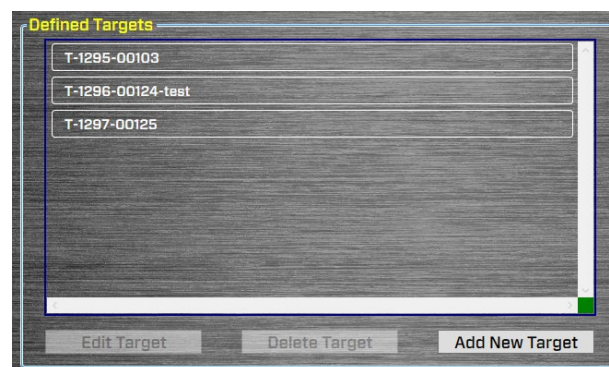 Defined Targets
T-1295-00103
T-1296-00124-test
T-1297-00125
Edit Target
Delete Target
Add New Target